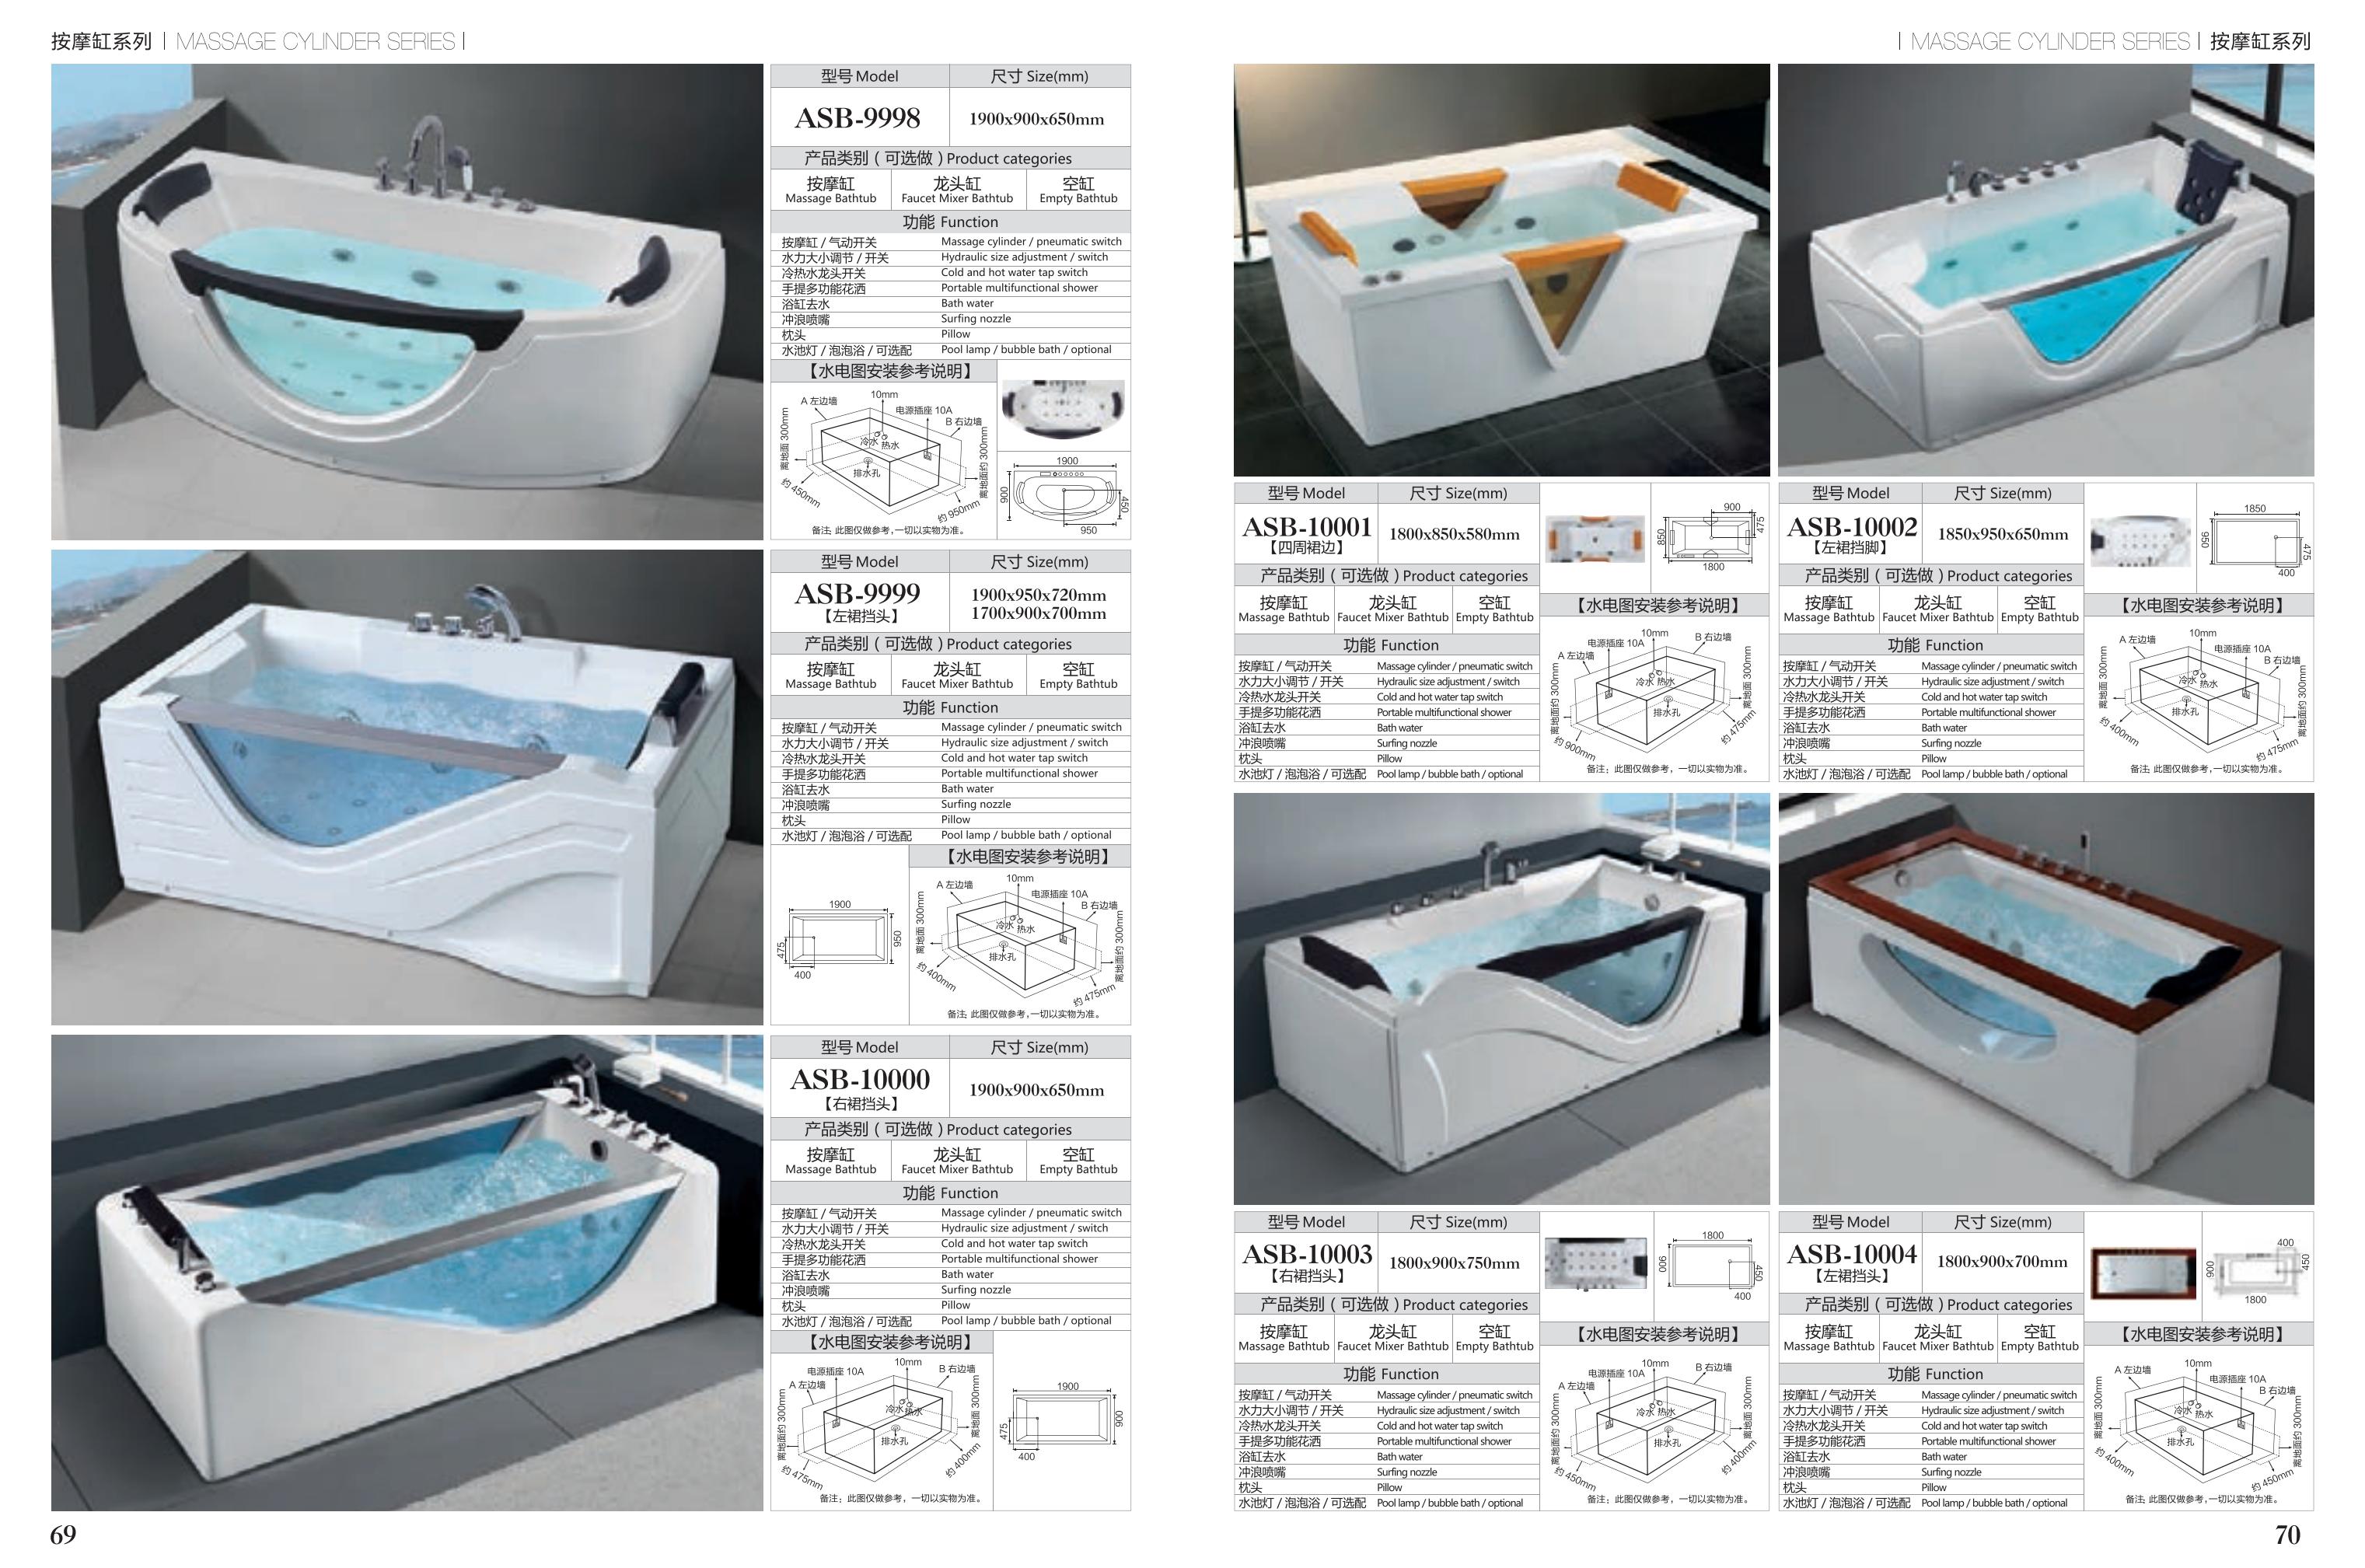 按摩缸系列 | MASSAGE CYLINDER SERIES |
型号 Model 尺寸 Size(mm)
ASB-9998 1900x900x650mm
产品类别 ( 可选做 ) Product categories
按摩缸 龙头缸 空缸
Massage Bathtub Faucet Mixer Bathtub Empty Bathtub
功能 Function
按摩缸 / 气动开关 Massage cylinder / pneumatic switch
水力大小调节 / 开关 Hydraulic size adjustment / switch
冷热水龙头开关 Cold and hot water tap switch
手提多功能花洒 Portable multifunctional shower
浴缸去水 Bath water
冲浪喷嘴 Surfing nozzle
枕头 Pillow
水池灯 / 泡泡浴 / 可选配 Pool lamp / bubble bath / optional
【水电图安装参考说明】
10mm
A 左边墙
电源插座 10A
B 右边墙
离地面 300mm
冷水 热水
排水孔
离地面约 300mm
约 450mm
约 950mm
备注: 此图仅做参考,一切以实物为准。
1900
900
450
950
型号 Model 尺寸 Size(mm)
ASB-9999 1900x950x720mm
【左裙挡头】 1700x900x700mm
产品类别 ( 可选做 ) Product categories
按摩缸 龙头缸 空缸
Massage Bathtub Faucet Mixer Bathtub Empty Bathtub
功能 Function
按摩缸 / 气动开关 Massage cylinder / pneumatic switch
水力大小调节 / 开关 Hydraulic size adjustment / switch
冷热水龙头开关 Cold and hot water tap switch
手提多功能花洒 Portable multifunctional shower
浴缸去水 Bath water
冲浪喷嘴 Surfing nozzle
枕头 Pillow
水池灯 / 泡泡浴 / 可选配 Pool lamp / bubble bath / optional
1900
950
475
400
【水电图安装参考说明】
10mm
A 左边墙
电源插座 10A
B 右边墙
离地面 300mm
冷水 热水
排水孔
离地面约 300mm
约 400mm
约 475mm
备注: 此图仅做参考,一切以实物为准。
型号 Model 尺寸 Size(mm)
ASB-10000 1900x900x650mm
【右裙挡头】
产品类别 ( 可选做 ) Product categories
按摩缸 龙头缸 空缸
Massage Bathtub Faucet Mixer Bathtub Empty Bathtub
功能 Function
按摩缸 / 气动开关 Massage cylinder / pneumatic switch
水力大小调节 / 开关 Hydraulic size adjustment / switch
冷热水龙头开关 Cold and hot water tap switch
手提多功能花洒 Portable multifunctional shower
浴缸去水 Bath water
冲浪喷嘴 Surfing nozzle
枕头 Pillow
水池灯 / 泡泡浴 / 可选配 Pool lamp / bubble bath / optional
【水电图安装参考说明】
10mm
电源插座 10A
B 右边墙
A 左边墙
离地面约 300mm
冷水 热水
排水孔
离地面 300mm
约 475mm
约 400mm
备注: 此图仅做参考, 一切以实物为准。
1900
900
475
400
69
| MASSAGE CYLINDER SERIES | 按摩缸系列
型号 Model 尺寸 Size(mm)
ASB-10001 1800x850x580mm
【四周裙边】
产品类别 ( 可选做 ) Product categories
按摩缸 龙头缸 空缸
Massage Bathtub Faucet Mixer Bathtub Empty Bathtub
功能 Function
按摩缸 / 气动开关 Massage cylinder / pneumatic switch
水力大小调节 / 开关 Hydraulic size adjustment / switch
冷热水龙头开关 Cold and hot water tap switch
手提多功能花洒 Portable multifunctional shower
浴缸去水 Bath water
冲浪喷嘴 Surfing nozzle
枕头 Pillow
水池灯 / 泡泡浴 / 可选配 Pool lamp / bubble bath / optional
900
850
475
1800
【水电图安装参考说明】
10mm
电源插座 10A
B 右边墙
A 左边墙
离地面约 300mm
冷水 热水
排水孔
离地面 300mm
约 900mm
约 475mm
备注: 此图仅做参考, 一切以实物为准。
型号 Model 尺寸 Size(mm)
ASB-10002 1850x950x650mm
【左裙挡脚】
产品类别 ( 可选做 ) Product categories
按摩缸 龙头缸 空缸
Massage Bathtub Faucet Mixer Bathtub Empty Bathtub
功能 Function
按摩缸 / 气动开关 Massage cylinder / pneumatic switch
水力大小调节 / 开关 Hydraulic size adjustment / switch
冷热水龙头开关 Cold and hot water tap switch
手提多功能花洒 Portable multifunctional shower
浴缸去水 Bath water
冲浪喷嘴 Surfing nozzle
枕头 Pillow
水池灯 / 泡泡浴 / 可选配 Pool lamp / bubble bath / optional
1850
950
475
400
【水电图安装参考说明】
10mm
A 左边墙
电源插座 10A
B 右边墙
离地面 300mm
冷水 热水
排水孔
离地面约 300mm
约 400mm
约 475mm
备注: 此图仅做参考,一切以实物为准。
型号 Model 尺寸 Size(mm)
ASB-10003 1800x900x750mm
【右裙挡头】
产品类别 ( 可选做 ) Product categories
按摩缸 龙头缸 空缸
Massage Bathtub Faucet Mixer Bathtub Empty Bathtub
功能 Function
按摩缸 / 气动开关 Massage cylinder / pneumatic switch
水力大小调节 / 开关 Hydraulic size adjustment / switch
冷热水龙头开关 Cold and hot water tap switch
手提多功能花洒 Portable multifunctional shower
浴缸去水 Bath water
冲浪喷嘴 Surfing nozzle
枕头 Pillow
水池灯 / 泡泡浴 / 可选配 Pool lamp / bubble bath / optional
1800
900
450
400
【水电图安装参考说明】
10mm
电源插座 10A
B 右边墙
A 左边墙
离地面约 300mm
冷水 热水
排水孔
离地面 300mm
约 450mm
约 400mm
备注: 此图仅做参考, 一切以实物为准。
型号 Model 尺寸 Size(mm)
ASB-10004 1800x900x700mm
【左裙挡头】
产品类别 ( 可选做 ) Product categories
按摩缸 龙头缸 空缸
Massage Bathtub Faucet Mixer Bathtub Empty Bathtub
功能 Function
按摩缸 / 气动开关 Massage cylinder / pneumatic switch
水力大小调节 / 开关 Hydraulic size adjustment / switch
冷热水龙头开关 Cold and hot water tap switch
手提多功能花洒 Portable multifunctional shower
浴缸去水 Bath water
冲浪喷嘴 Surfing nozzle
枕头 Pillow
水池灯 / 泡泡浴 / 可选配 Pool lamp / bubble bath / optional
400
900
450
1800
【水电图安装参考说明】
10mm
A 左边墙
电源插座 10A
B 右边墙
离地面 300mm
冷水 热水
排水孔
离地面约 300mm
约 400mm
约 450mm
备注: 此图仅做参考,一切以实物为准。
70